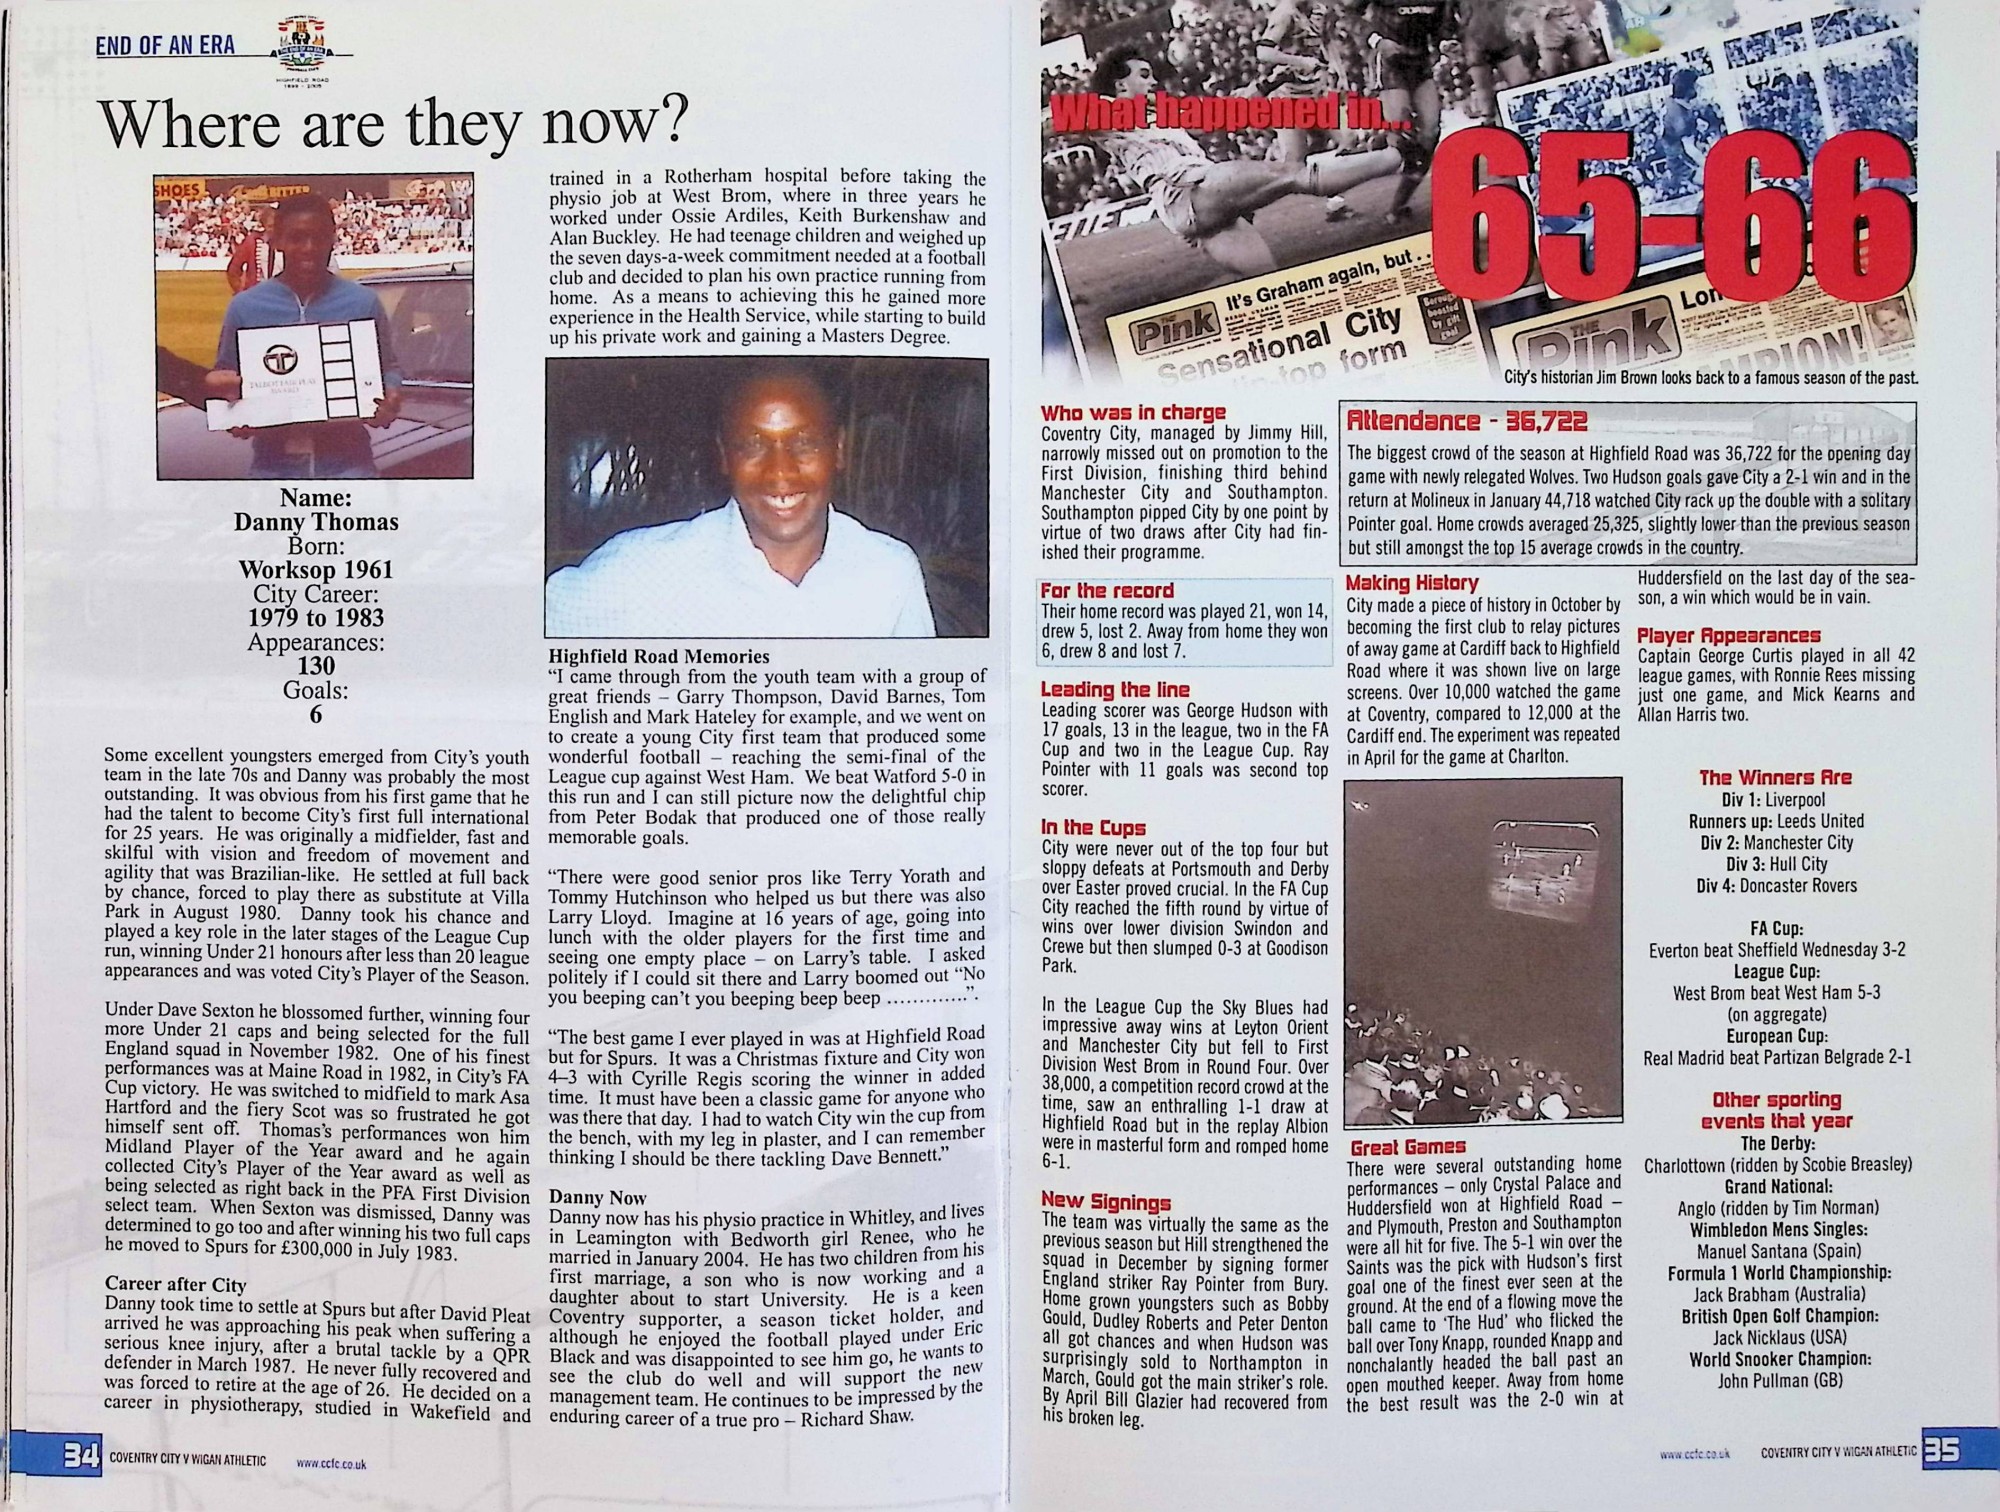 END OF AN ERA
HIGHFIELD ROAD
1899 - 2005
Where are they now?
SHOES
BITTER
Name:
Danny Thomas
Born:
Worksop 1961
City Career:
1979 to 1983
Appearances:
130
Goals:
6
Some excellent youngsters emerged from City's youth
team in the late 70s and Danny was probably the most
outstanding. It was obvious from his first game that he
had the talent to become City's first full international
for 25 years. He was originally a midfielder, fast and
skilful with vision and freedom of movement and
agility that was Brazilian-like. He settled at full back
by chance, forced to play there as substitute at Villa
Park in August 1980. Danny took his chance and
played a key role in the later stages of the League Cup
run, winning Under 21 honours after less than 20 league
appearances and was voted City's Player of the Season.
Under Dave Sexton he blossomed further, winning four
more Under 21 caps and being selected for the full
England squad in November 1982. One of his finest
performances was at Maine Road in 1982, in City's FA
Cup victory. He was switched to midfield to mark Asa
Hartford and the fiery Scot was so frustrated he got
himself sent off. Thomas's performances won him
Midland Player of the Year award and he again
collected City's Player of the Year award as well as
being selected as right back in the PFA First Division
select team. When Sexton was dismissed, Danny was
determined to go too and after winning his two full caps
he moved to Spurs for £300,000 in July 1983.
Career after City
Danny took time to settle at Spurs but after David Pleat
arrived he was approaching his peak when suffering a
serious knee injury, after a brutal tackle by a QPR
defender in March 1987. He never fully recovered and
was forced to retire at the age of 26. He decided on a
career in physiotherapy, studied in Wakefield and
trained in a Rotherham hospital before taking the
physio job at West Brom, where in three years he
worked under Ossie Ardiles, Keith Burkenshaw and
Alan Buckley. He had teenage children and weighed up
the seven days-a-week commitment needed at a football
club and decided to plan his own practice running from
home. As a means to achieving this he gained more
experience in the Health Service, while starting to build
up his private work and gaining a Masters Degree.
Highfield Road Memories
"I came through from the youth team with a group of
great friends – Garry Thompson, David Barnes, Tom
English and Mark Hateley for example, and we went on
to create a young City first team that produced some
wonderful football – reaching the semi-final of the
League cup against West Ham. We beat Watford 5-0 in
this run and I can still picture now the delightful chip
from Peter Bodak that produced one of those really
memorable goals.
"There were good senior pros like Terry Yorath and
Tommy Hutchinson who helped us but there was also
Larry Lloyd. Imagine at 16 years of age, going into
lunch with the older players for the first time and
seeing one empty place – on Larry's table. I asked
politely if I could sit there and Larry boomed out "No
you beeping can't you beeping beep beep .............".
"The best game I ever played in was at Highfield Road
but for Spurs. It was a Christmas fixture and City won
4–3 with Cyrille Regis scoring the winner in added
time. It must have been a classic game for anyone who
was there that day. I had to watch City win the cup from
the bench, with my leg in plaster, and I can remember
thinking I should be there tackling Dave Bennett."
Danny Now
Danny now has his physio practice in Whitley, and lives
in Leamington with Bedworth girl Renee, who he
married in January 2004. He has two children from his
first marriage, a son who is now working and a
daughter about to start University. He is a keen
Coventry supporter, a season ticket holder, and
although he enjoyed the football played under Eric
Black and was disappointed to see him go, he wants to
see the club do well and will support the new
management team. He continues to be impressed by the
enduring career of a true pro – Richard Shaw.
34 COVENTRY CITY V WIGAN ATHLETIC www.ccfc.co.uk
What happened in...
65-66
It's Graham again, but . .
THE Pink
Sensational City
top form
THE Pink
City's historian Jim Brown looks back to a famous season of the past.
Who was in charge
Coventry City, managed by Jimmy Hill,
narrowly missed out on promotion to the
First Division, finishing third behind
Manchester City and Southampton.
Southampton pipped City by one point by
virtue of two draws after City had fin-
ished their programme.
For the record
Their home record was played 21, won 14,
drew 5, lost 2. Away from home they won
6, drew 8 and lost 7.
Leading the line
Leading scorer was George Hudson with
17 goals, 13 in the league, two in the FA
Cup and two in the League Cup. Ray
Pointer with 11 goals was second top
scorer.
In the Cups
City were never out of the top four but
sloppy defeats at Portsmouth and Derby
over Easter proved crucial. In the FA Cup
City reached the fifth round by virtue of
wins over lower division Swindon and
Crewe but then slumped 0-3 at Goodison
Park.
In the League Cup the Sky Blues had
impressive away wins at Leyton Orient
and Manchester City but fell to First
Division West Brom in Round Four. Over
38,000, a competition record crowd at the
time, saw an enthralling 1-1 draw at
Highfield Road but in the replay Albion
were in masterful form and romped home
6-1.
New Signings
The team was virtually the same as the
previous season but Hill strengthened the
squad in December by signing former
England striker Ray Pointer from Bury.
Home grown youngsters such as Bobby
Gould, Dudley Roberts and Peter Denton
all got chances and when Hudson was
surprisingly sold to Northampton in
March, Gould got the main striker's role.
By April Bill Glazier had recovered from
his broken leg.
Attendance - 36,722
The biggest crowd of the season at Highfield Road was 36,722 for the opening day
game with newly relegated Wolves. Two Hudson goals gave City a 2-1 win and in the
return at Molineux in January 44,718 watched City rack up the double with a solitary
Pointer goal. Home crowds averaged 25,325, slightly lower than the previous season
but still amongst the top 15 average crowds in the country.
Making History
City made a piece of history in October by
becoming the first club to relay pictures
of away game at Cardiff back to Highfield
Road where it was shown live on large
screens. Over 10,000 watched the game
at Coventry, compared to 12,000 at the
Cardiff end. The experiment was repeated
in April for the game at Charlton.
Great Games
There were several outstanding home
performances – only Crystal Palace and
Huddersfield won at Highfield Road –
and Plymouth, Preston and Southampton
were all hit for five. The 5-1 win over the
Saints was the pick with Hudson's first
goal one of the finest ever seen at the
ground. At the end of a flowing move the
ball came to 'The Hud' who flicked the
ball over Tony Knapp, rounded Knapp and
nonchalantly headed the ball past an
open mouthed keeper. Away from home
the best result was the 2-0 win at
Huddersfield on the last day of the sea-
son, a win which would be in vain.
Player Appearances
Captain George Curtis played in all 42
league games, with Ronnie Rees missing
just one game, and Mick Kearns and
Allan Harris two.
The Winners Are
Div 1: Liverpool
Runners up: Leeds United
Div 2: Manchester City
Div 3: Hull City
Div 4: Doncaster Rovers
FA Cup:
Everton beat Sheffield Wednesday 3-2
League Cup:
West Brom beat West Ham 5-3
(on aggregate)
European Cup:
Real Madrid beat Partizan Belgrade 2-1
Other sporting
events that year
The Derby:
Charlottown (ridden by Scobie Breasley)
Grand National:
Anglo (ridden by Tim Norman)
Wimbledon Mens Singles:
Manuel Santana (Spain)
Formula 1 World Championship:
Jack Brabham (Australia)
British Open Golf Champion:
Jack Nicklaus (USA)
World Snooker Champion:
John Pullman (GB)
www.ccfc.co.uk COVENTRY CITY V WIGAN ATHLETIC 35